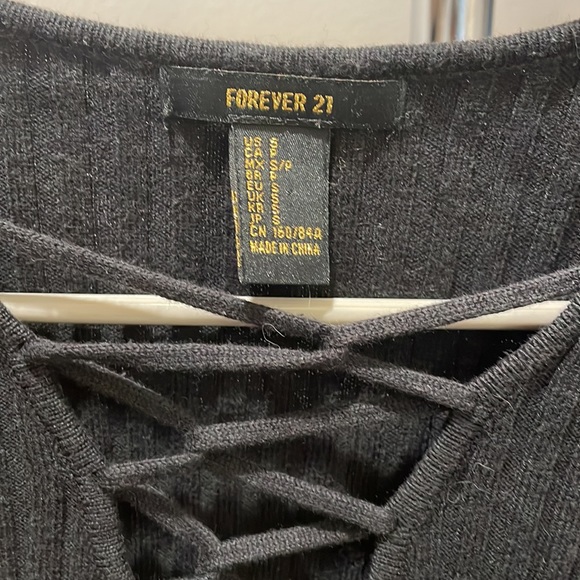 FOREVER 21
US S
CA P
MX S/P
BR P
EU S
UK S
KR S
JP S
CN 160/84A
MADE IN CHINA